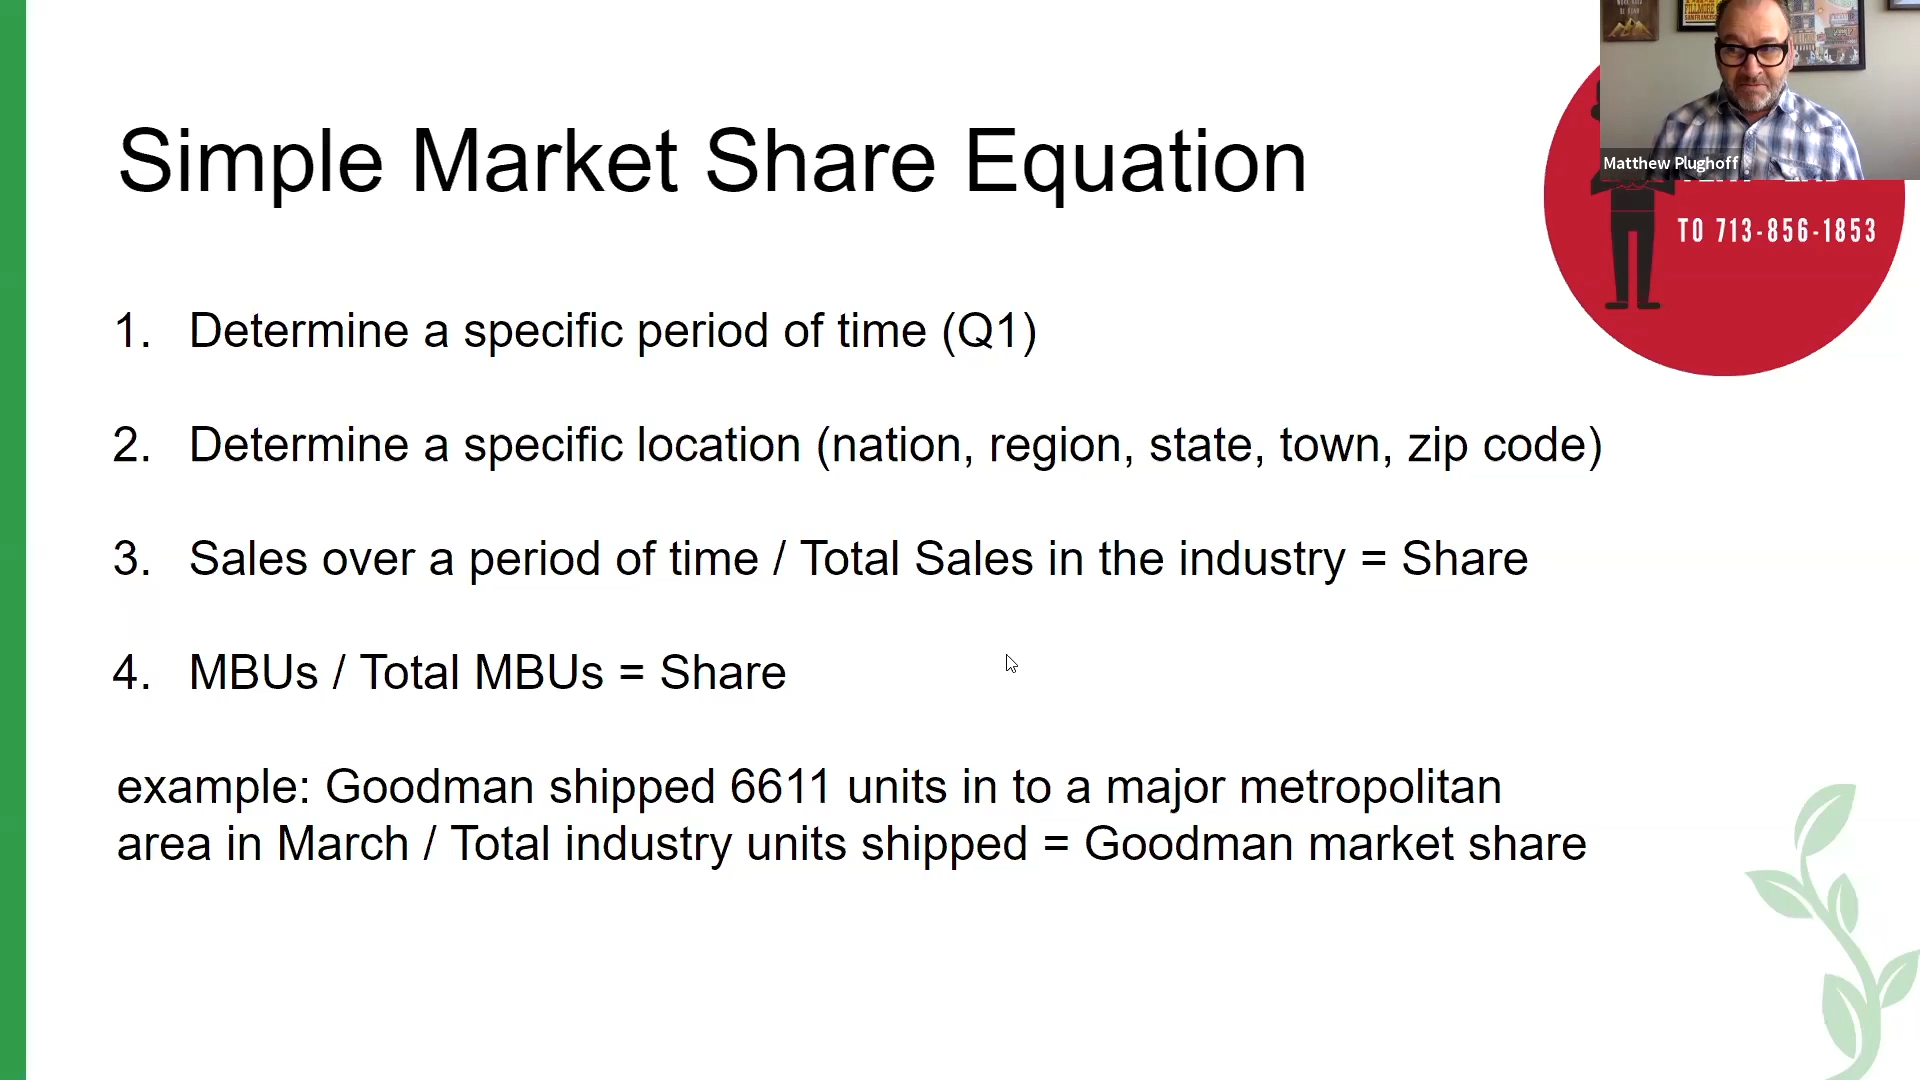 Simple Market Share Equation
Matthew Plughoff
TO 713-856-1853
1. Determine a specific period of time (Q1)
2. Determine a specific location (nation, region, state, town, zip code)
3. Sales over a period of time / Total Sales in the industry = Share
4. MBUs / Total MBUs = Share
example: Goodman shipped 6611 units in to a major metropolitan
area in March / Total industry units shipped = Goodman market share